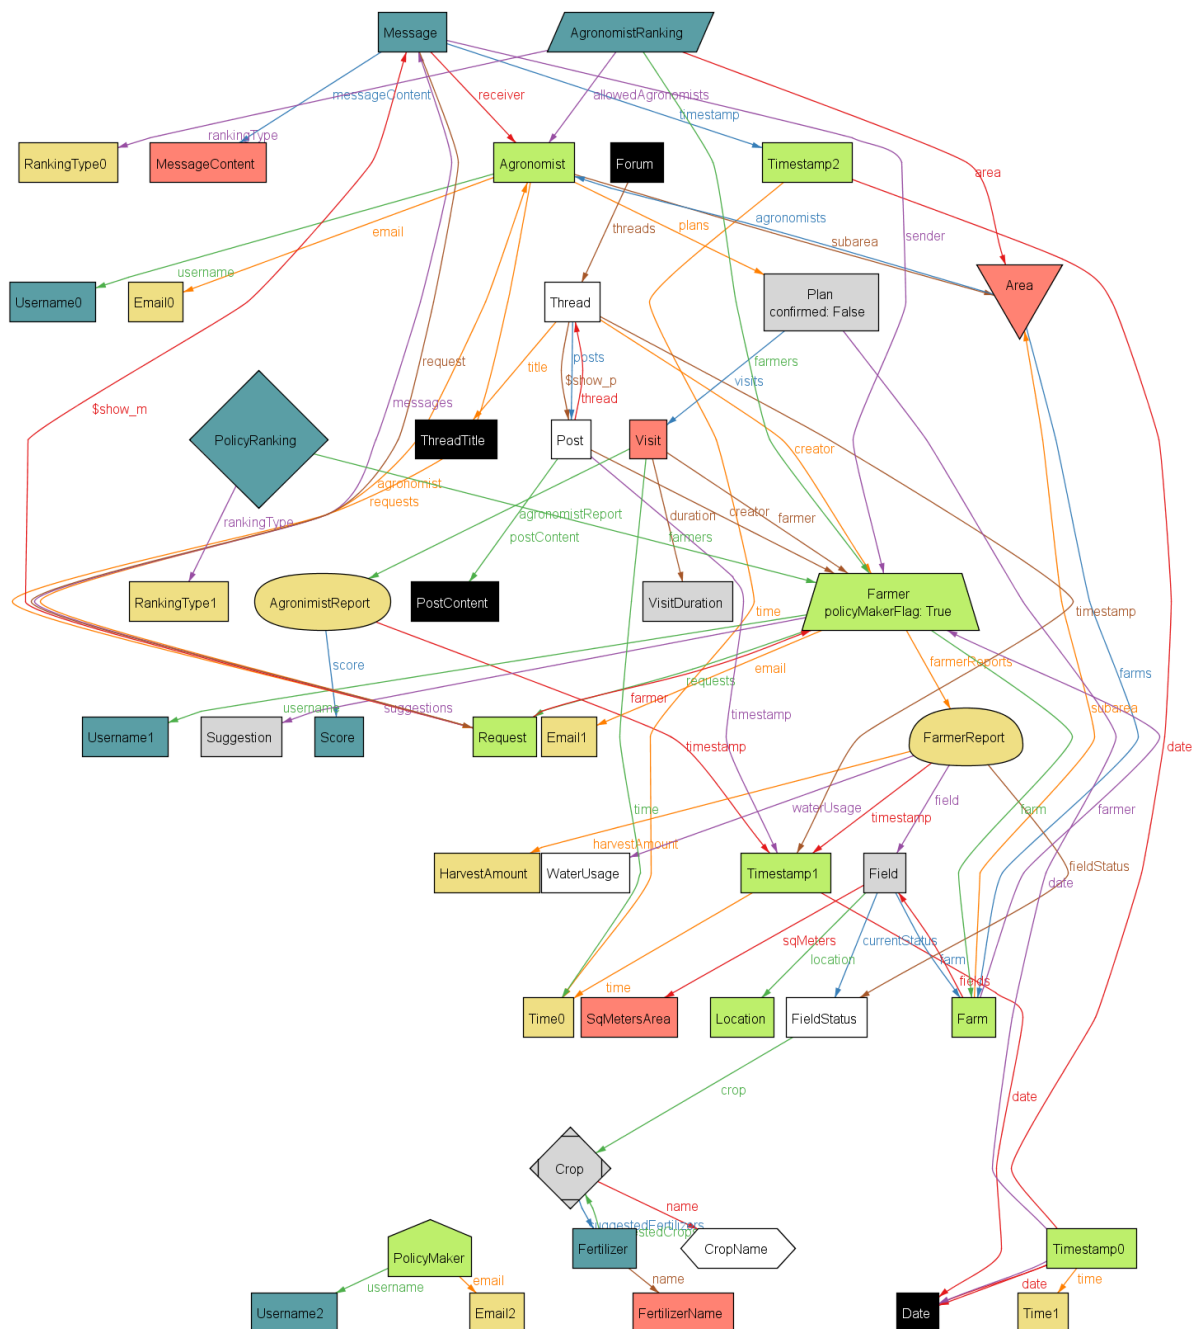 Message
AgronomistRanking
messageContent
receiver
allowedAgronomists
timestamp
rankingType
RankingType0
MessageContent
Agronomist
Forum
Timestamp2
area
email
plans
agronomists
threads
subarea
sender
username
Username0
Email0
Thread
Plan
confirmed: False
Area
request
title
posts
farmers
$show_p
visits
thread
messages
$show_m
PolicyRanking
ThreadTitle
Post
Visit
creator
agronomist
requests
rankingType
agronomistReport
duration
creator
farmer
postContent
farmers
RankingType1
AgronimistReport
PostContent
VisitDuration
Farmer
policyMakerFlag: True
timestamp
time
score
email
farmerReports
requests
farmer
farms
username
suggestions
timestamp
subarea
Username1
Suggestion
Score
Request
Email1
FarmerReport
timestamp
date
time
waterUsage
field
farm
farmer
timestamp
harvestAmount
fieldStatus
HarvestAmount
WaterUsage
Timestamp1
Field
date
sqMeters
currentStatus
location
farm
time
fields
Time0
SqMetersArea
Location
FieldStatus
Farm
crop
date
Crop
name
suggestedFertilizers
PolicyMaker
Fertilizer
CropName
Timestamp0
username
email
name
date
time
Username2
Email2
FertilizerName
Date
Time1